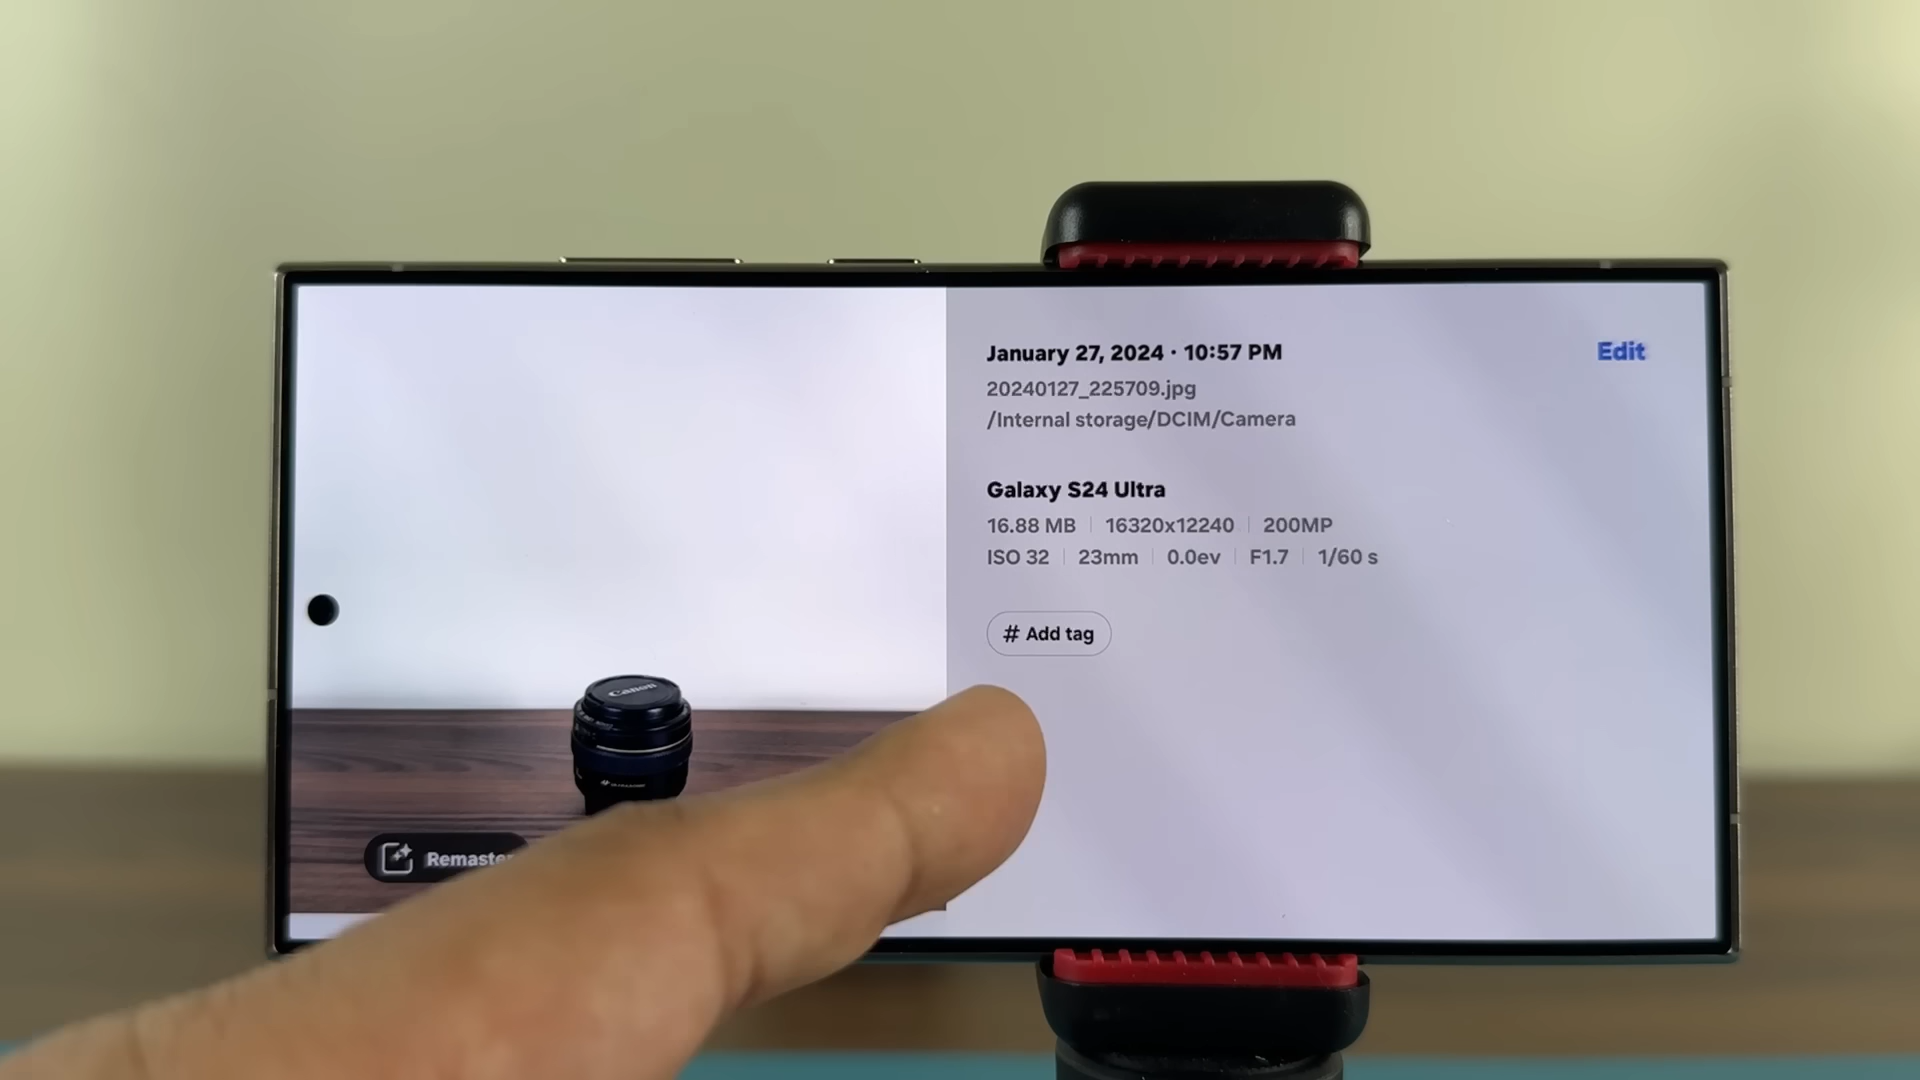 January 27, 2024 · 10:57 PM
Edit
20240127_225709.jpg
/Internal storage/DCIM/Camera
Galaxy S24 Ultra
16.88 MB | 16320x12240 | 200MP
ISO 32 | 23mm | 0.0ev | F1.7 | 1/60 s
# Add tag
Canon
Remaster